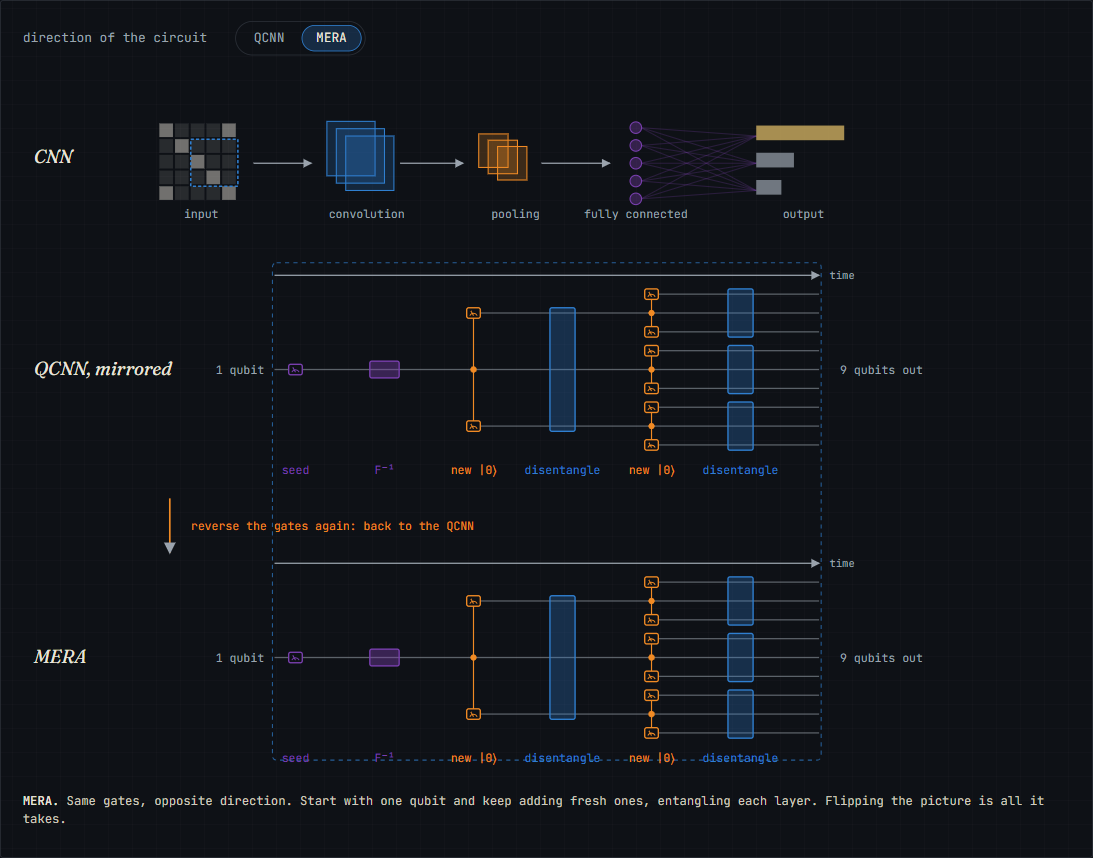 direction of the circuit QCNN MERA
CNN
input convolution pooling fully connected output
time
QCNN, mirrored 1 qubit 9 qubits out
seed F⁻¹ new |0⟩ disentangle new |0⟩ disentangle
reverse the gates again: back to the QCNN
time
MERA 1 qubit 9 qubits out
seed F⁻¹ new |0⟩ disentangle new |0⟩ disentangle
MERA. Same gates, opposite direction. Start with one qubit and keep adding fresh ones, entangling each layer. Flipping the picture is all it
takes.